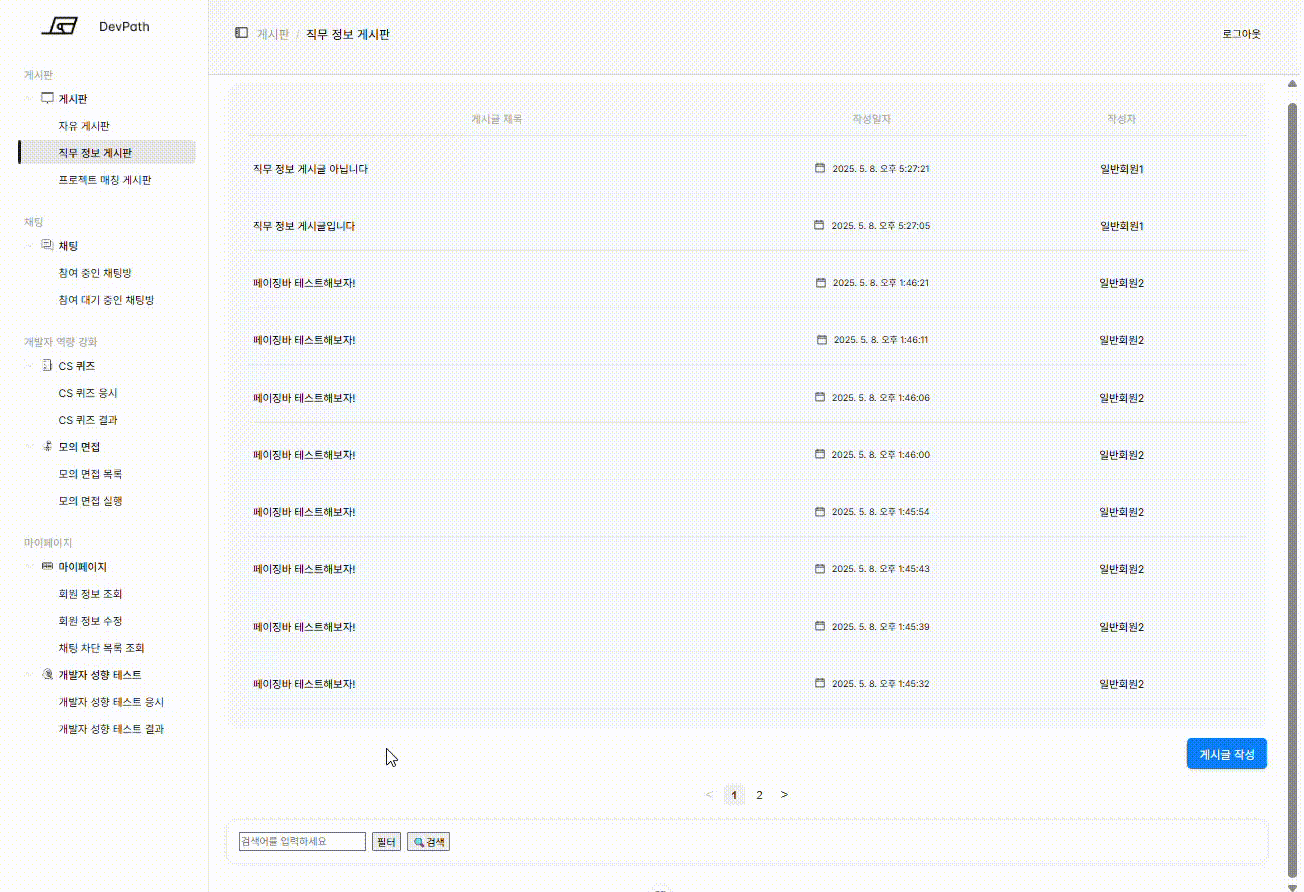 DevPath
게시판
게시판
자유 게시판
직무 정보 게시판
프로젝트 매칭 게시판
채팅
채팅
참여 중인 채팅방
참여 대기 중인 채팅방
개발자 역량 강화
CS 퀴즈
CS 퀴즈 응시
CS 퀴즈 결과
모의 면접
모의 면접 목록
모의 면접 실행
마이페이지
마이페이지
회원 정보 조회
회원 정보 수정
채팅 차단 목록 조회
개발자 성향 테스트
개발자 성향 테스트 응시
개발자 성향 테스트 결과
게시판 / 직무 정보 게시판 로그아웃
게시글 제목 작성일자 작성자
직무 정보 게시글 아닙니다 2025. 5. 8. 오후 5:27:21 일반회원1
직무 정보 게시글입니다 2025. 5. 8. 오후 5:27:05 일반회원1
페이징바 테스트해보자! 2025. 5. 8. 오후 1:46:21 일반회원2
페이징바 테스트해보자! 2025. 5. 8. 오후 1:46:11 일반회원2
페이징바 테스트해보자! 2025. 5. 8. 오후 1:46:06 일반회원2
페이징바 테스트해보자! 2025. 5. 8. 오후 1:46:00 일반회원2
페이징바 테스트해보자! 2025. 5. 8. 오후 1:45:54 일반회원2
페이징바 테스트해보자! 2025. 5. 8. 오후 1:45:43 일반회원2
페이징바 테스트해보자! 2025. 5. 8. 오후 1:45:39 일반회원2
페이징바 테스트해보자! 2025. 5. 8. 오후 1:45:32 일반회원2
게시글 작성
< 1 2 >
검색어를 입력하세요 필터 검색